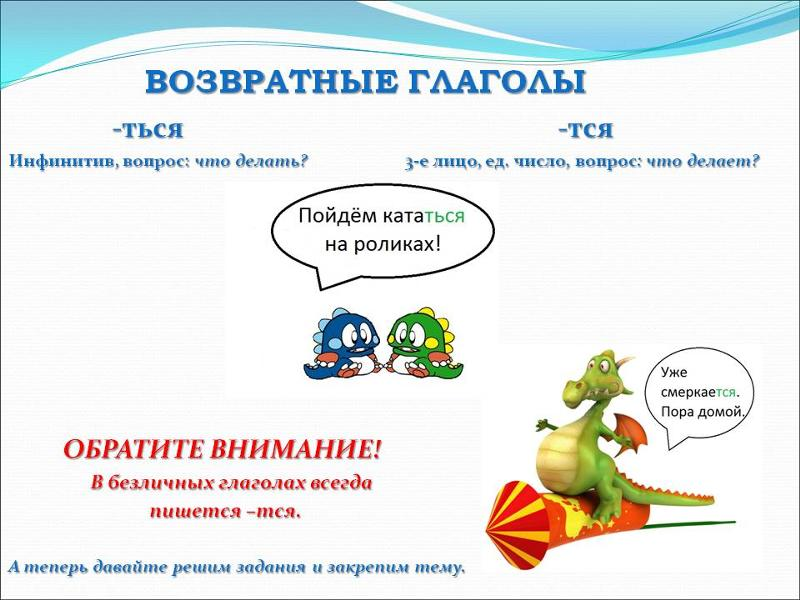 ВОЗВРАТНЫЕ ГЛАГОЛЫ
-ться
-тся
Инфинитив, вопрос: что делать?
3-е лицо, ед. число, вопрос: что делает?
Пойдём кататься
на роликах!
Уже
смеркается.
Пора домой.
ОБРАТИТЕ ВНИМАНИЕ!
В безличных глаголах всегда
пишется –тся.
А теперь давайте решим задания и закрепим тему.